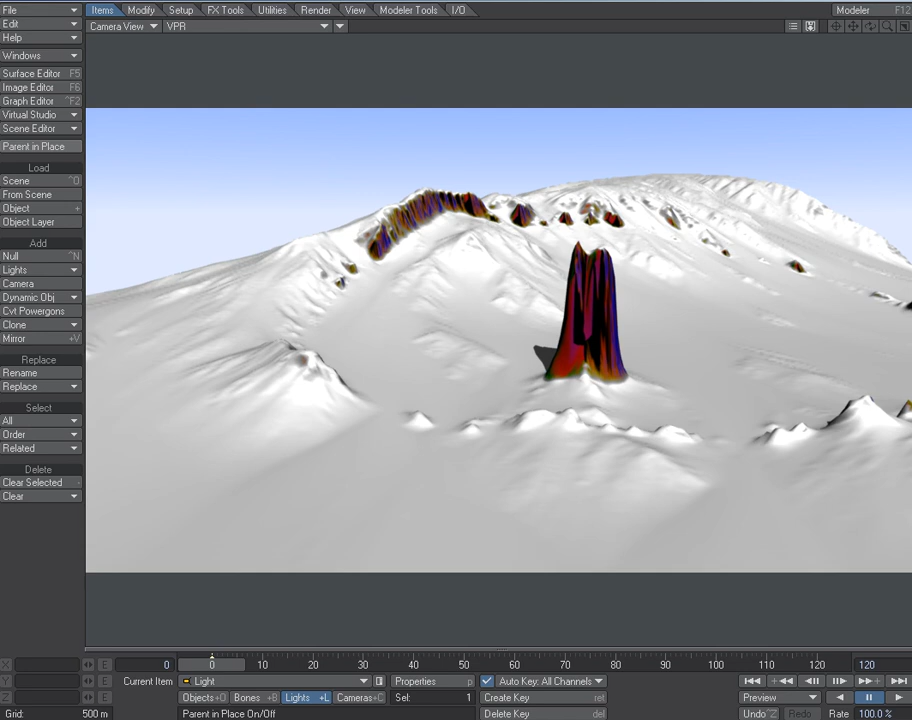 File
Edit
Help
Windows
Surface Editor F5
Image Editor F6
Graph Editor ^F2
Virtual Studio
Scene Editor
Parent in Place
Load
Scene ^O
From Scene
Object +
Object Layer
Add
Null ^N
Lights
Camera
Dynamic Obj
Cvt Powergons
Clone
Mirror +V
Replace
Rename
Replace
Select
All
Order
Related
Delete
Clear Selected -
Clear
Items Modify Setup FX Tools Utilities Render View Modeler Tools I/O Modeler F12
Camera View VPR
X E 0 0 10 20 30 40 50 60 70 80 90 100 110 120 120
Y E Current Item Light Properties p Auto Key: All Channels
Z E Objects+O Bones +B Lights +L Cameras+C Sel: 1 Create Key ret Preview
Grid: 500 m Parent in Place On/Off Delete Key del Undo^Z Redo Rate 100.0 %